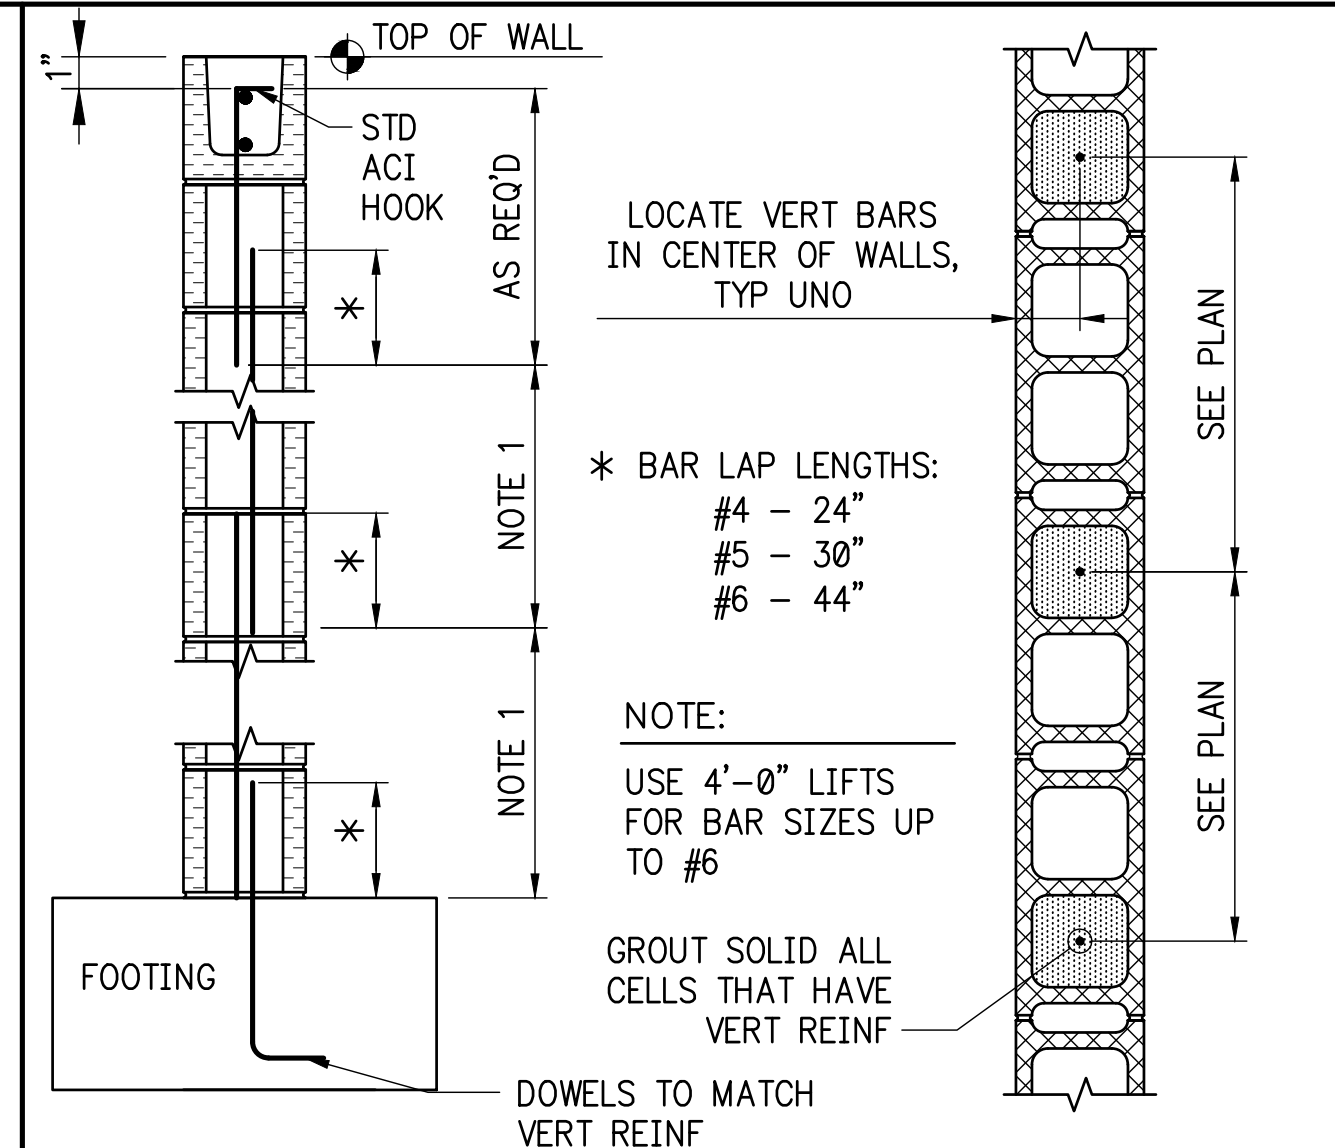 1"
TOP OF WALL
STD
ACI
HOOK
AS REQ'D
*
NOTE 1
*
NOTE 1
*
FOOTING
DOWELS TO MATCH
VERT REINF
LOCATE VERT BARS
IN CENTER OF WALLS,
TYP UNO
* BAR LAP LENGTHS:
#4 - 24"
#5 - 30"
#6 - 44"
NOTE:
USE 4'-0" LIFTS
FOR BAR SIZES UP
TO #6
GROUT SOLID ALL
CELLS THAT HAVE
VERT REINF
SEE PLAN
SEE PLAN